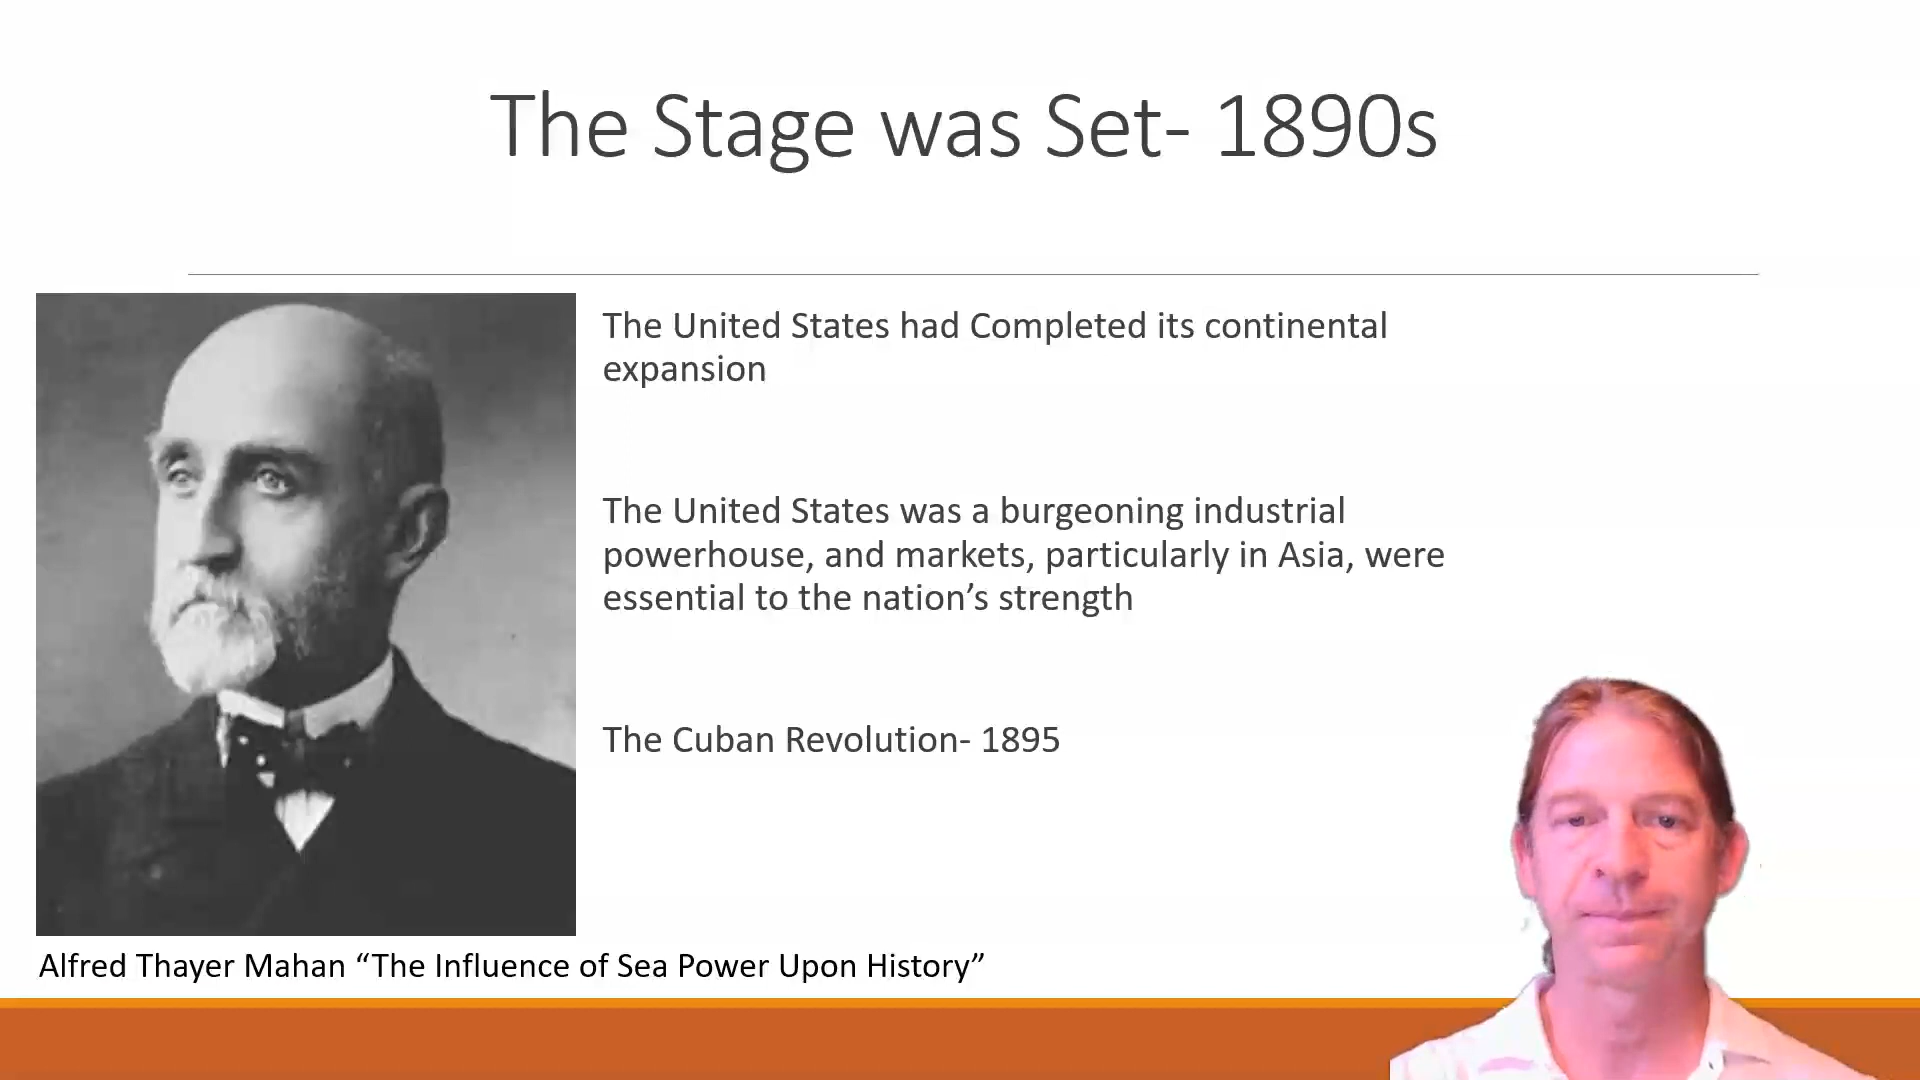 The Stage was Set- 1890s
The United States had Completed its continental
expansion
The United States was a burgeoning industrial
powerhouse, and markets, particularly in Asia, were
essential to the nation’s strength
The Cuban Revolution- 1895
Alfred Thayer Mahan “The Influence of Sea Power Upon History”